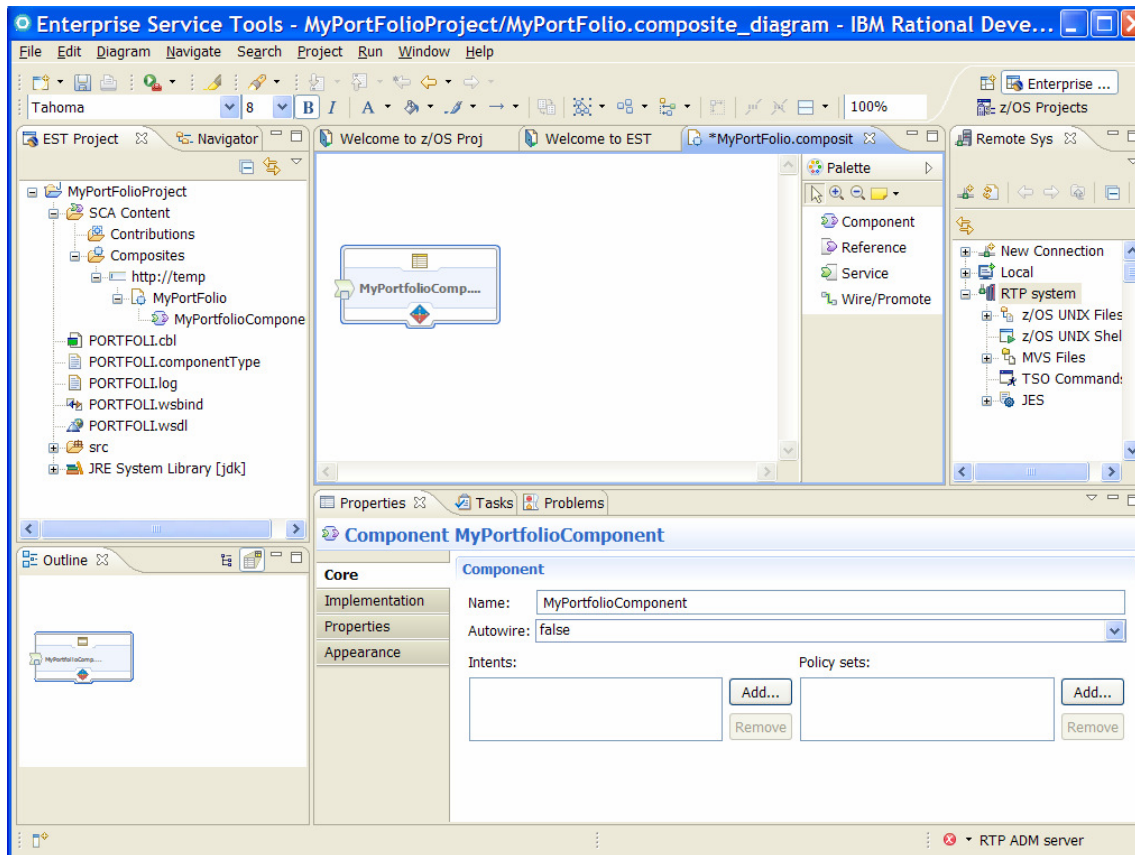 Enterprise Service Tools - MyPortFolioProject/MyPortFolio.composite_diagram - IBM Rational Deve...
File Edit Diagram Navigate Search Project Run Window Help
Enterprise ...
Tahoma 8 B I A 100% z/OS Projects
EST Project Navigator
Welcome to z/OS Proj Welcome to EST *MyPortFolio.composit
Remote Sys
MyPortFolioProject
SCA Content
Contributions
Composites
http://temp
MyPortFolio
MyPortfolioCompone
PORTFOLI.cbl
PORTFOLI.componentType
PORTFOLI.log
PORTFOLI.wsbind
PORTFOLI.wsdl
src
JRE System Library [jdk]
MyPortfolioComp....
Palette
Component
Reference
Service
Wire/Promote
New Connection
Local
RTP system
z/OS UNIX Files
z/OS UNIX Shel
MVS Files
TSO Command
JES
Outline
MyPortfolioComp....
Properties Tasks Problems
Component MyPortfolioComponent
Core
Implementation
Properties
Appearance
Component
Name: MyPortfolioComponent
Autowire: false
Intents: Policy sets:
Add... Add...
Remove Remove
RTP ADM server